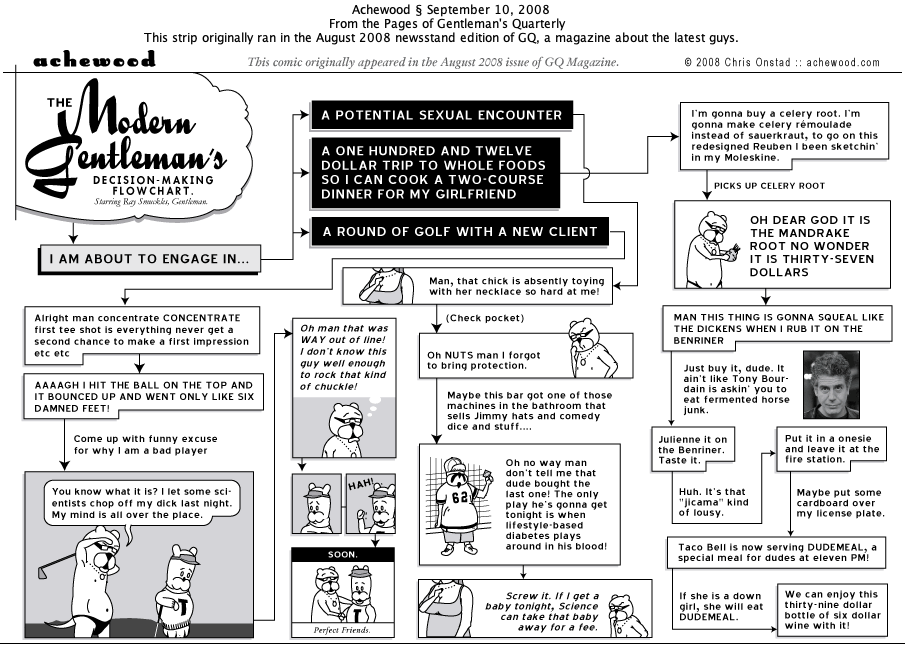 Achewood § September 10, 2008
From the Pages of Gentleman's Quarterly
This strip originally ran in the August 2008 newsstand edition of GQ, a magazine about the latest guys.
achewood
This comic originally appeared in the August 2008 issue of GQ Magazine.
© 2008 Chris Onstad :: achewood.com
THE
Modern
Gentleman's
DECISION-MAKING
FLOWCHART.
Starring Ray Smuckles, Gentleman.
I AM ABOUT TO ENGAGE IN...
A POTENTIAL SEXUAL ENCOUNTER
A ONE HUNDRED AND TWELVE
DOLLAR TRIP TO WHOLE FOODS
SO I CAN COOK A TWO-COURSE
DINNER FOR MY GIRLFRIEND
A ROUND OF GOLF WITH A NEW CLIENT
Alright man concentrate CONCENTRATE
first tee shot is everything never get a
second chance to make a first impression
etc etc
AAAAGH I HIT THE BALL ON THE TOP AND
IT BOUNCED UP AND WENT ONLY LIKE SIX
DAMNED FEET!
Come up with funny excuse
for why I am a bad player
You know what it is? I let some sci-
entists chop off my dick last night.
My mind is all over the place.
T
Oh man that was
WAY out of line!
I don't know this
guy well enough
to rock that kind
of chuckle!
HAH!
SOON.
T
Perfect Friends.
Man, that chick is absently toying
with her necklace so hard at me!
(Check pocket)
Oh NUTS man I forgot
to bring protection.
Maybe this bar got one of those
machines in the bathroom that
sells Jimmy hats and comedy
dice and stuff....
62
Oh no way man
don't tell me that
dude bought the
last one! The only
play he's gonna get
tonight is when
lifestyle-based
diabetes plays
around in his blood!
Screw it. If I get a
baby tonight, Science
can take that baby
away for a fee.
I'm gonna buy a celery root. I'm
gonna make celery rémoulade
instead of sauerkraut, to go on this
redesigned Reuben I been sketchin'
in my Moleskine.
PICKS UP CELERY ROOT
OH DEAR GOD IT IS
THE MANDRAKE
ROOT NO WONDER
IT IS THIRTY-SEVEN
DOLLARS
MAN THIS THING IS GONNA SQUEAL LIKE
THE DICKENS WHEN I RUB IT ON THE
BENRINER
Just buy it, dude. It
ain't like Tony Bour-
dain is askin' you to
eat fermented horse
junk.
Julienne it on
the Benriner.
Taste it.
Huh. It's that
"jicama" kind
of lousy.
Put it in a onesie
and leave it at the
fire station.
Maybe put some
cardboard over
my license plate.
Taco Bell is now serving DUDEMEAL, a
special meal for dudes at eleven PM!
If she is a down
girl, she will eat
DUDEMEAL.
We can enjoy this
thirty-nine dollar
bottle of six dollar
wine with it!